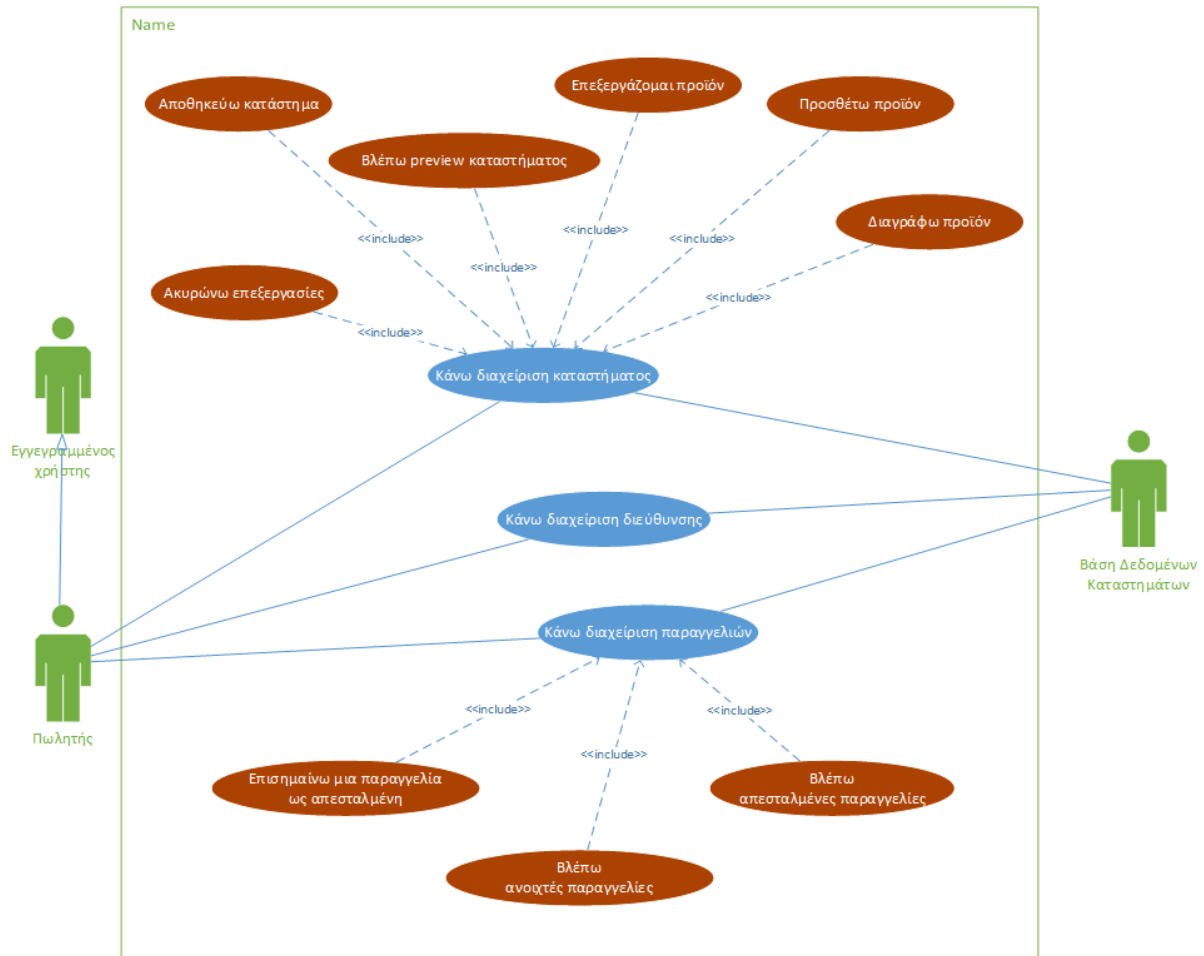 Name
Επεξεργάζομαι προϊόν
Αποθηκεύω κατάστημα
Προσθέτω προϊόν
Βλέπω preview καταστήματος
Διαγράφω προϊόν
<<include>>
<<include>>
<<include>>
<<include>>
<<include>>
<<include>>
Ακυρώνω επεξεργασίες
Κάνω διαχείριση καταστήματος
Εγγεγραμμένος
χρήστης
Κάνω διαχείριση διεύθυνσης
Βάση Δεδομένων
Καταστημάτων
Κάνω διαχείριση παραγγελιών
Πωλητής
<<include>>
<<include>>
<<include>>
Επισημαίνω μια παραγγελία
ως απεσταλμένη
Βλέπω
απεσταλμένες παραγγελίες
Βλέπω
ανοιχτές παραγγελίες